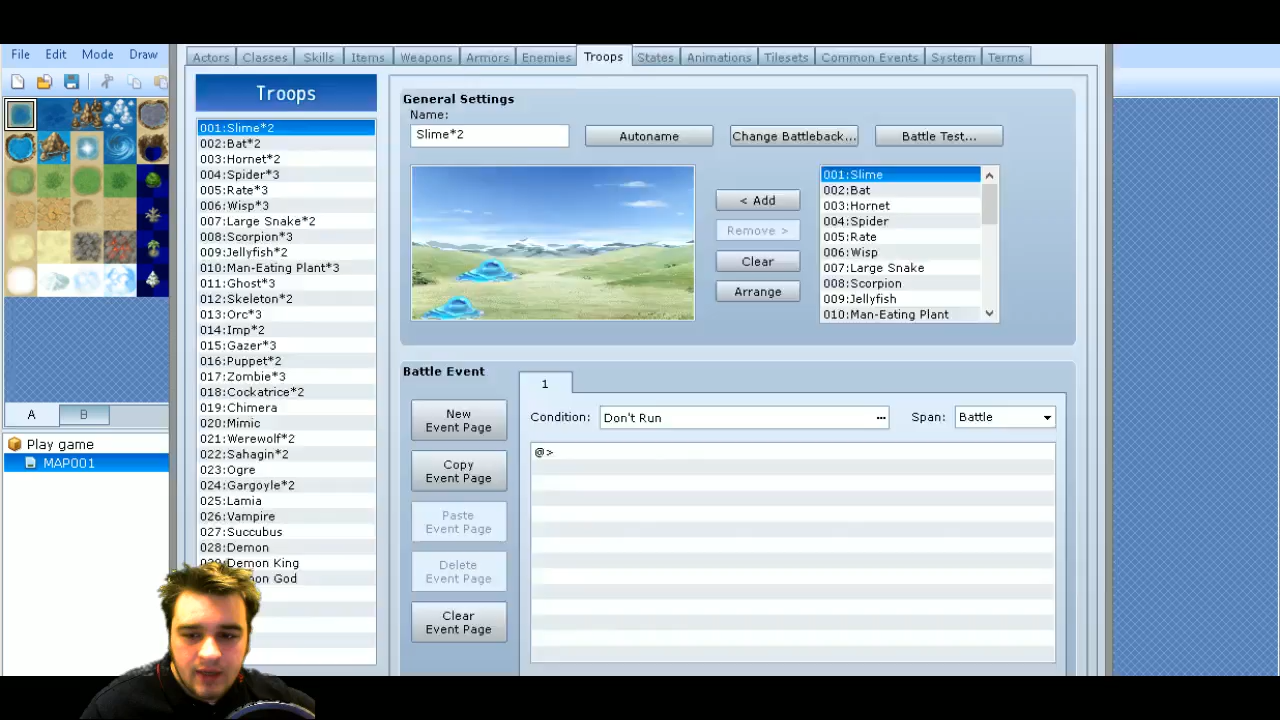 File Edit Mode Draw
Actors Classes Skills Items Weapons Armors Enemies Troops States Animations Tilesets Common Events System Terms
Troops
001:Slime*2
002:Bat*2
003:Hornet*2
004:Spider*3
005:Rate*3
006:Wisp*3
007:Large Snake*2
008:Scorpion*3
009:Jellyfish*2
010:Man-Eating Plant*3
011:Ghost*3
012:Skeleton*2
013:Orc*3
014:Imp*2
015:Gazer*3
016:Puppet*2
017:Zombie*3
018:Cockatrice*2
019:Chimera
020:Mimic
021:Werewolf*2
022:Sahagin*2
023:Ogre
024:Gargoyle*2
025:Lamia
026:Vampire
027:Succubus
028:Demon
Demon King
God
General Settings
Name:
Slime*2
Autoname
Change Battleback...
Battle Test...
< Add
Remove >
Clear
Arrange
001:Slime
002:Bat
003:Hornet
004:Spider
005:Rate
006:Wisp
007:Large Snake
008:Scorpion
009:Jellyfish
010:Man-Eating Plant
Battle Event
1
New
Event Page
Copy
Event Page
Paste
Event Page
Delete
Event Page
Clear
Event Page
Condition: Don't Run ...
Span: Battle
@>
A B
Play game
MAP001